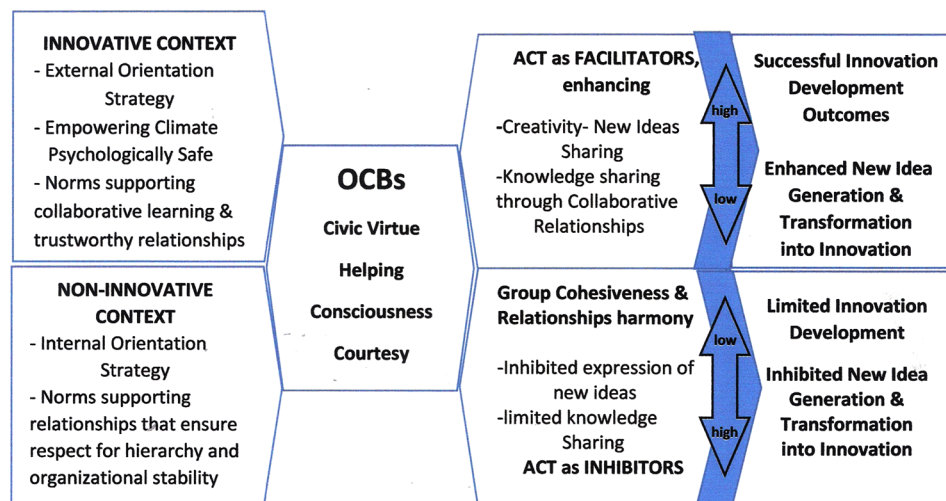 INNOVATIVE CONTEXT
- External Orientation
Strategy
- Empowering Climate
Psychologically Safe
- Norms supporting
collaborative learning &
trustworthy relationships
NON-INNOVATIVE
CONTEXT
- Internal Orientation
Strategy
- Norms supporting
relationships that ensure
respect for hierarchy and
organizational stability
OCBs
Civic Virtue
Helping
Consciousness
Courtesy
ACT as FACILITATORS,
enhancing
-Creativity- New Ideas
Sharing
-Knowledge sharing
through Collaborative
Relationships
high
low
Successful Innovation
Development
Outcomes
Enhanced New Idea
Generation &
Transformation
into Innovation
Group Cohesiveness &
Relationships harmony
-Inhibited expression of
new ideas
-limited knowledge
Sharing
ACT as INHIBITORS
low
high
Limited Innovation
Development
Inhibited New Idea
Generation &
Transformation
into Innovation